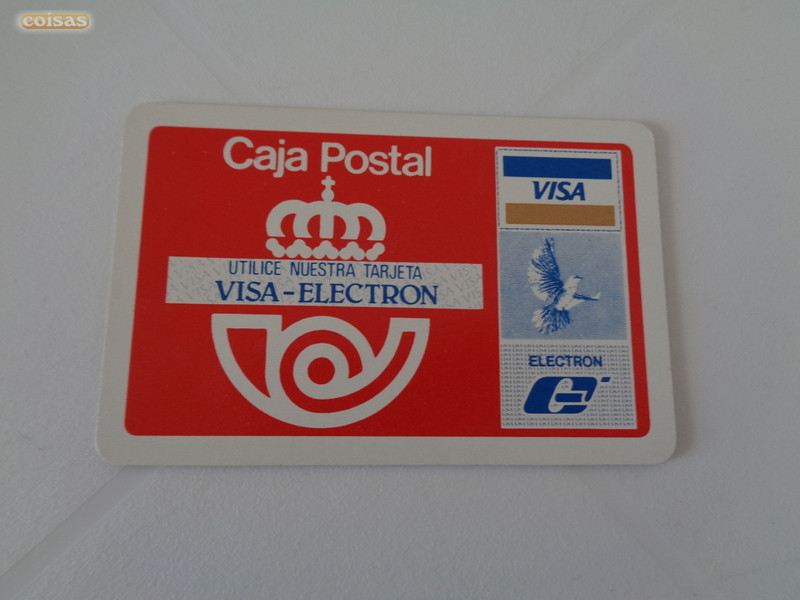 coisas
Caja Postal
UTILICE NUESTRA TARJETA
VISA-ELECTRON
VISA
ELECTRON
e